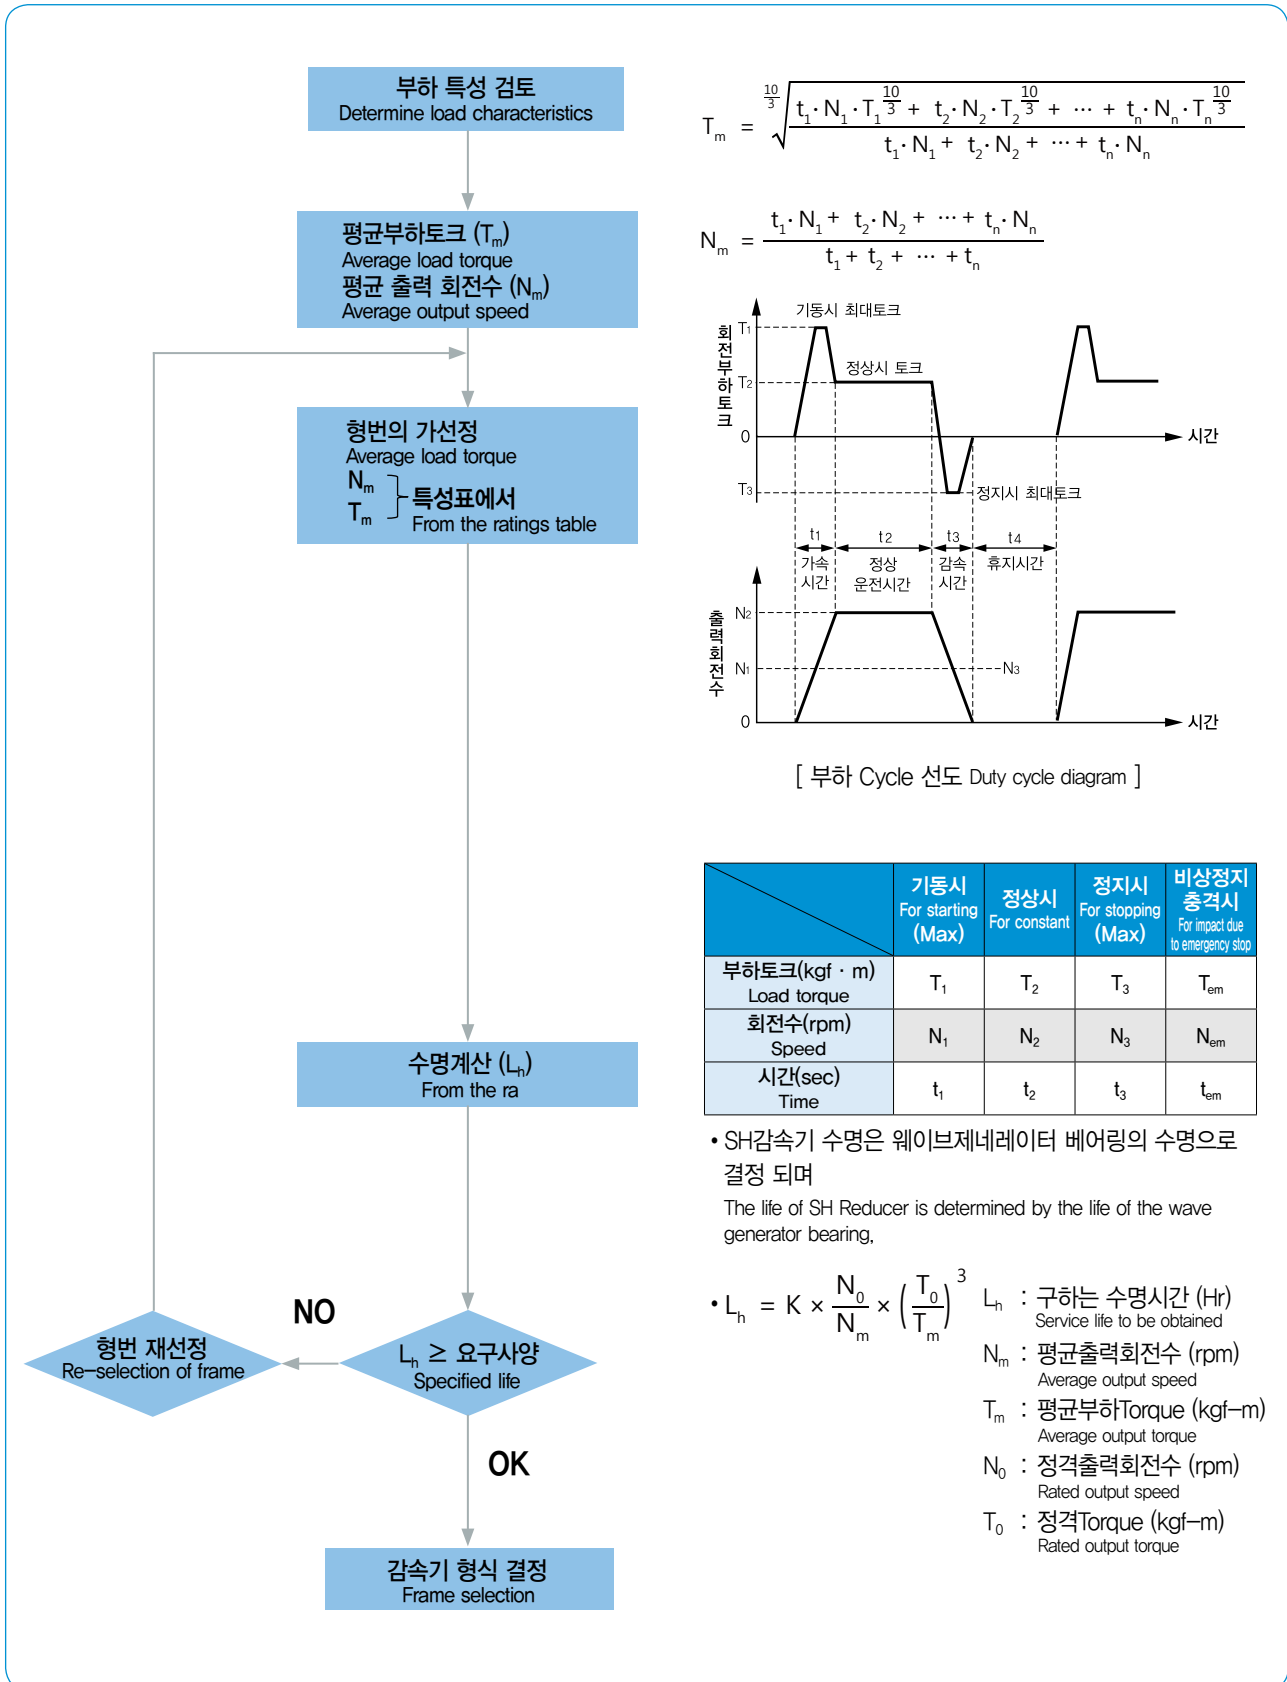 부하 특성 검토
Determine load characteristics
평균부하토크 (Tₘ)
Average load torque
평균 출력 회전수 (Nₘ)
Average output speed
형번의 가선정
Average load torque
Nₘ
Tₘ
특성표에서
From the ratings table
수명계산 (Lₕ)
From the ra
NO
형번 재선정
Re-selection of frame
Lₕ ≥ 요구사양
Specified life
OK
감속기 형식 결정
Frame selection
Tₘ = 10/3 √ (t₁·N₁·T₁^(10/3) + t₂·N₂·T₂^(10/3) + ··· + tₙ·Nₙ·Tₙ^(10/3)) / (t₁·N₁ + t₂·N₂ + ··· + tₙ·Nₙ)
Nₘ = (t₁·N₁ + t₂·N₂ + ··· + tₙ·Nₙ) / (t₁ + t₂ + ··· + tₙ)
회전부하토크
T₁
기동시 최대토크
T₂
정상시 토크
0
시간
T₃
정지시 최대토크
t₁ t₂ t₃ t₄
가속 시간
정상 운전시간
감속 시간
휴지시간
출력회전수
N₂
N₁
N₃
0
시간
[ 부하 Cycle 선도 Duty cycle diagram ]
기동시 For starting (Max)
정상시 For constant
정지시 For stopping (Max)
비상정지 충격시 For impact due to emergency stop
부하토크(kgf · m) Load torque T₁ T₂ T₃ Tₑₘ
회전수(rpm) Speed N₁ N₂ N₃ Nₑₘ
시간(sec) Time t₁ t₂ t₃ tₑₘ
• SH감속기 수명은 웨이브제네레이터 베어링의 수명으로
결정 되며
The life of SH Reducer is determined by the life of the wave
generator bearing,
• Lₕ = K × N₀/Nₘ × (T₀/Tₘ)³
Lₕ : 구하는 수명시간 (Hr)
Service life to be obtained
Nₘ : 평균출력회전수 (rpm)
Average output speed
Tₘ : 평균부하Torque (kgf-m)
Average output torque
N₀ : 정격출력회전수 (rpm)
Rated output speed
T₀ : 정격Torque (kgf-m)
Rated output torque